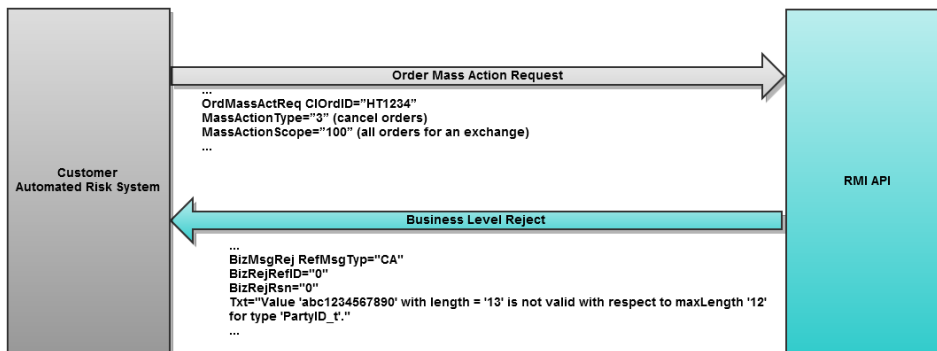 Order Mass Action Request
...
OrdMassActReq ClOrdID=”HT1234”
MassActionType=”3” (cancel orders)
MassActionScope=”100” (all orders for an exchange)
...
Customer
Automated Risk System
RMI API
Business Level Reject
...
BizMsgRej RefMsgTyp="CA"
BizRejRefID="0"
BizRejRsn="0"
Txt="Value 'abc1234567890' with length = '13' is not valid with respect to maxLength '12'
for type 'PartyID_t'."
...